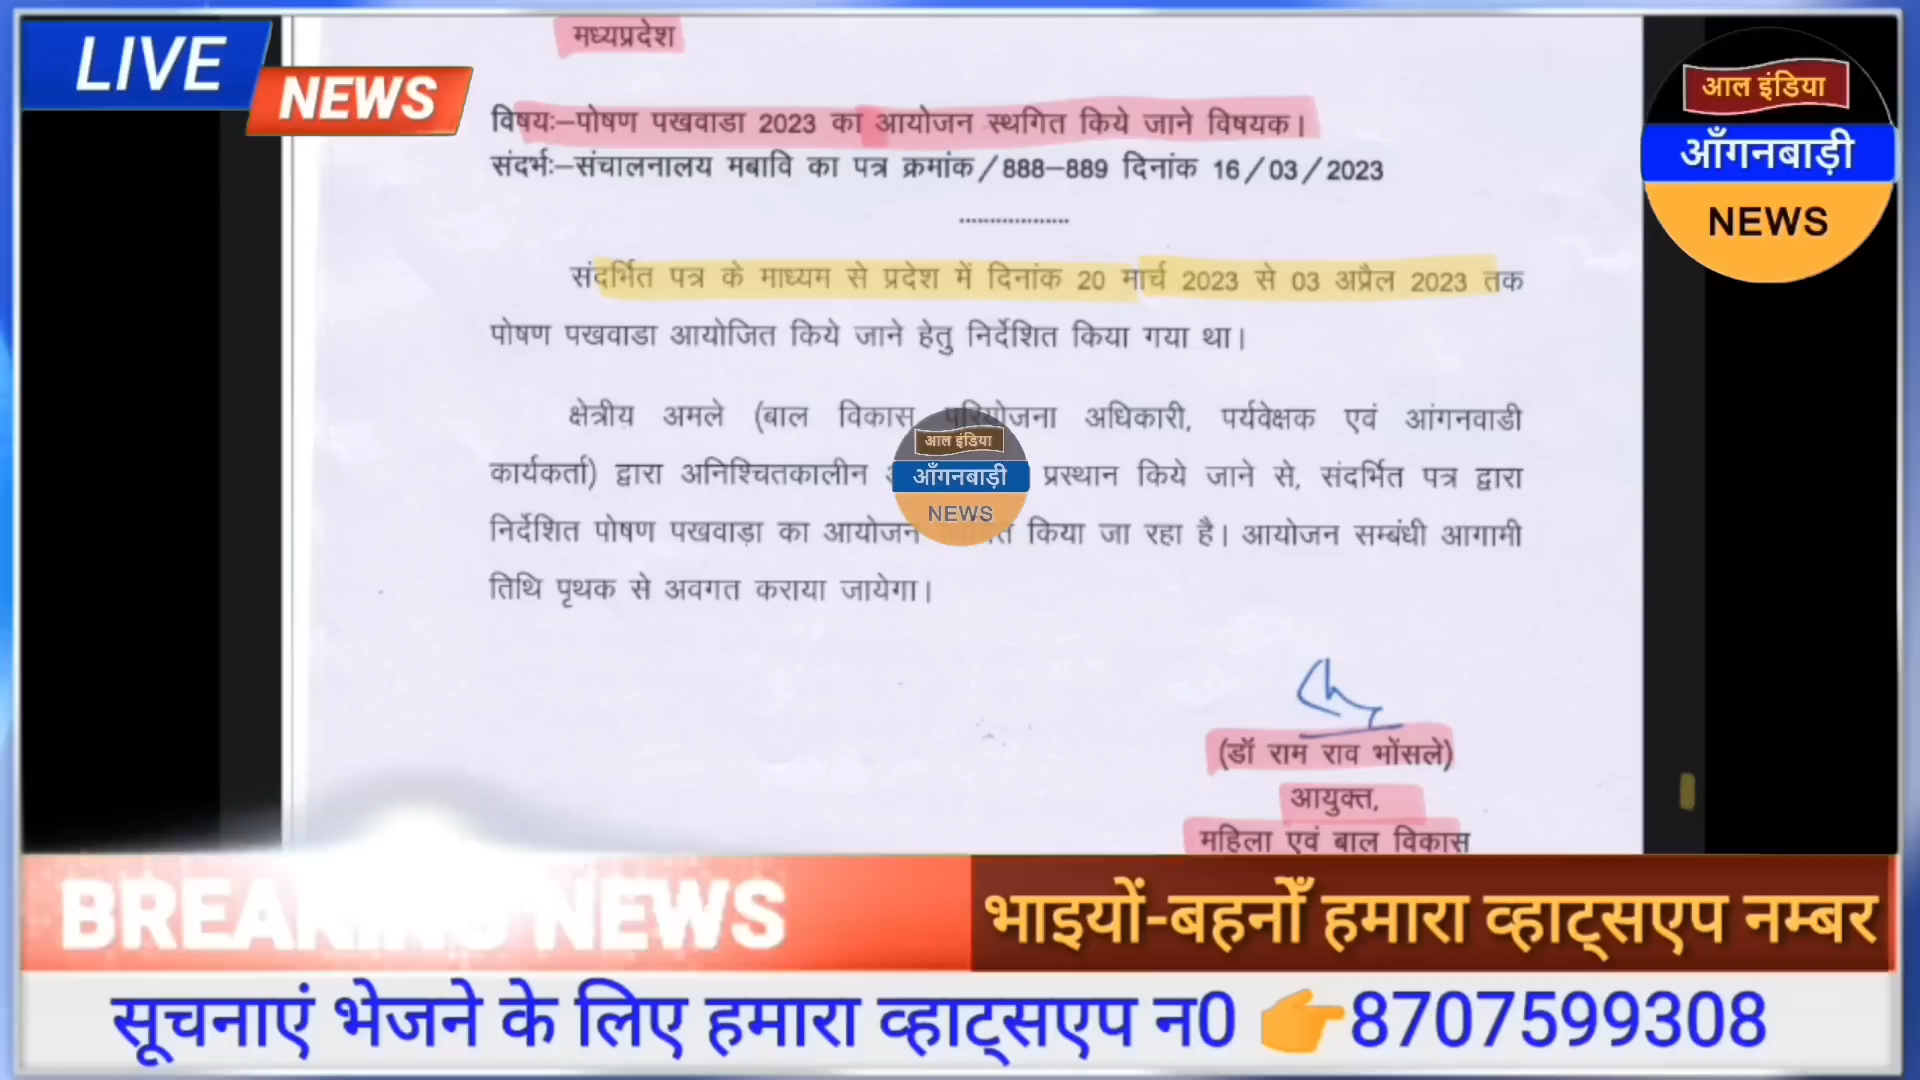 LIVE
NEWS
आल इंडिया
आँगनबाड़ी
NEWS
मध्यप्रदेश
विषयः–पोषण पखवाडा 2023 का आयोजन स्थगित किये जाने विषयक।
संदर्भः–संचालनालय मबावि का पत्र क्रमांक/888–889 दिनांक 16/03/2023
संदर्भित पत्र के माध्यम से प्रदेश में दिनांक 20 मार्च 2023 से 03 अप्रैल 2023 तक
पोषण पखवाडा आयोजित किये जाने हेतु निर्देशित किया गया था।
क्षेत्रीय अमले (बाल विकास परियोजना अधिकारी, पर्यवेक्षक एवं आंगनवाडी
कार्यकर्ता) द्वारा अनिश्चितकालीन प्रस्थान किये जाने से, संदर्भित पत्र द्वारा
निर्देशित पोषण पखवाड़ा का आयोजन किया जा रहा है। आयोजन सम्बंधी आगामी
तिथि पृथक से अवगत कराया जायेगा।
आल इंडिया
आँगनबाड़ी
NEWS
(डॉ राम राव भोंसले)
आयुक्त,
महिला एवं बाल विकास
BREAKING NEWS
भाइयों-बहनोँ हमारा व्हाट्सएप नम्बर
सूचनाएं भेजने के लिए हमारा व्हाट्सएप न0 👉8707599308